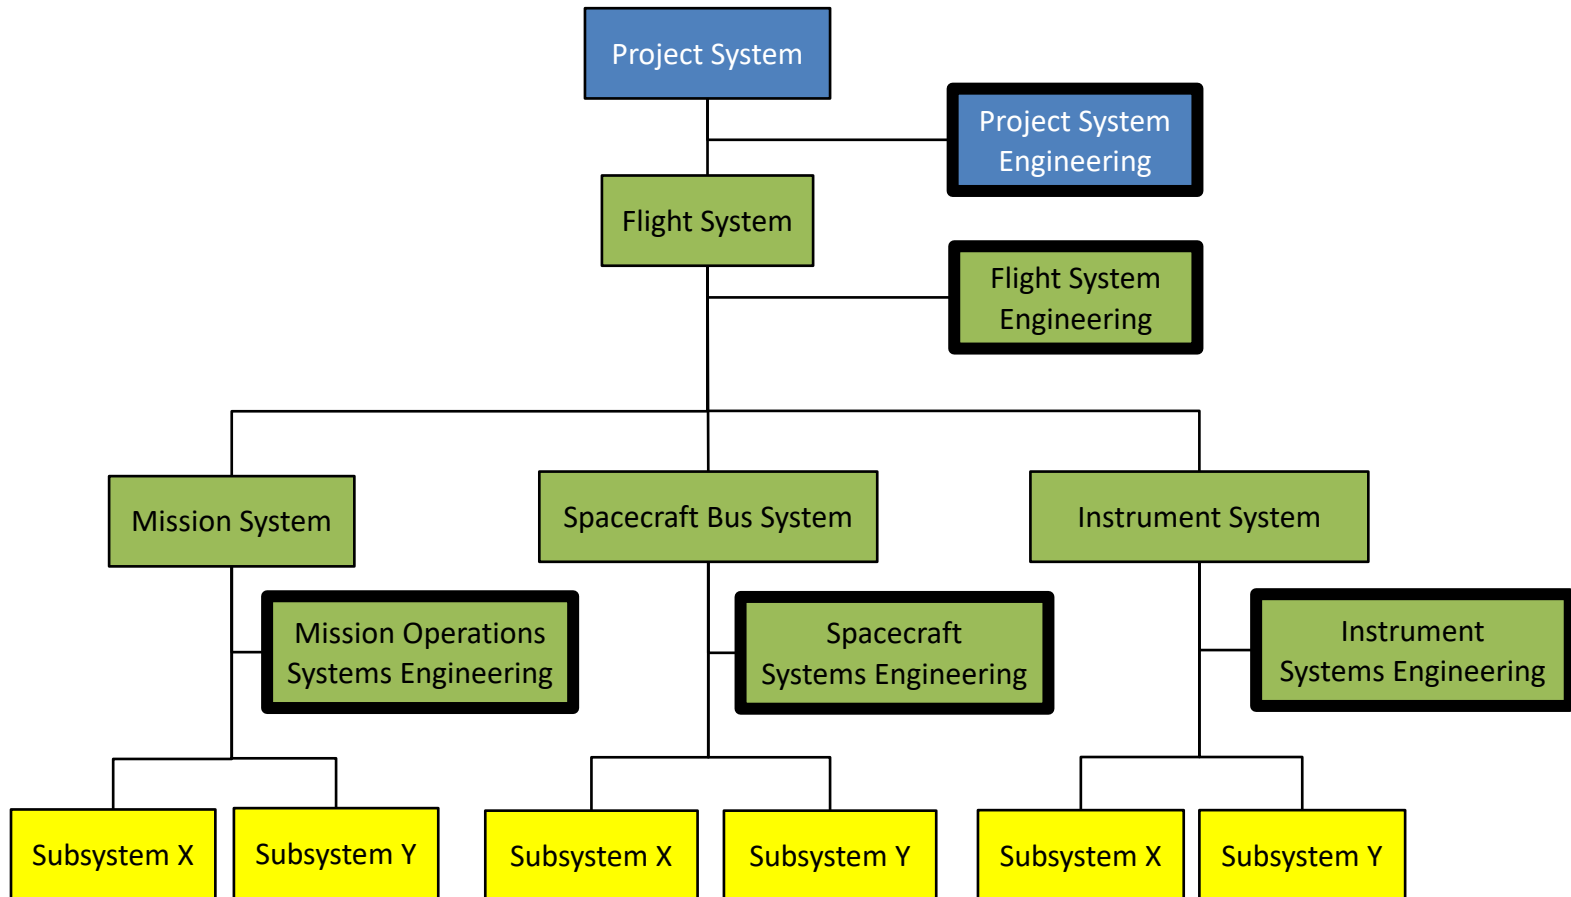 Project System
Project System
Engineering
Flight System
Flight System
Engineering
Mission System
Spacecraft Bus System
Instrument System
Mission Operations
Systems Engineering
Spacecraft
Systems Engineering
Instrument
Systems Engineering
Subsystem X
Subsystem Y
Subsystem X
Subsystem Y
Subsystem X
Subsystem Y